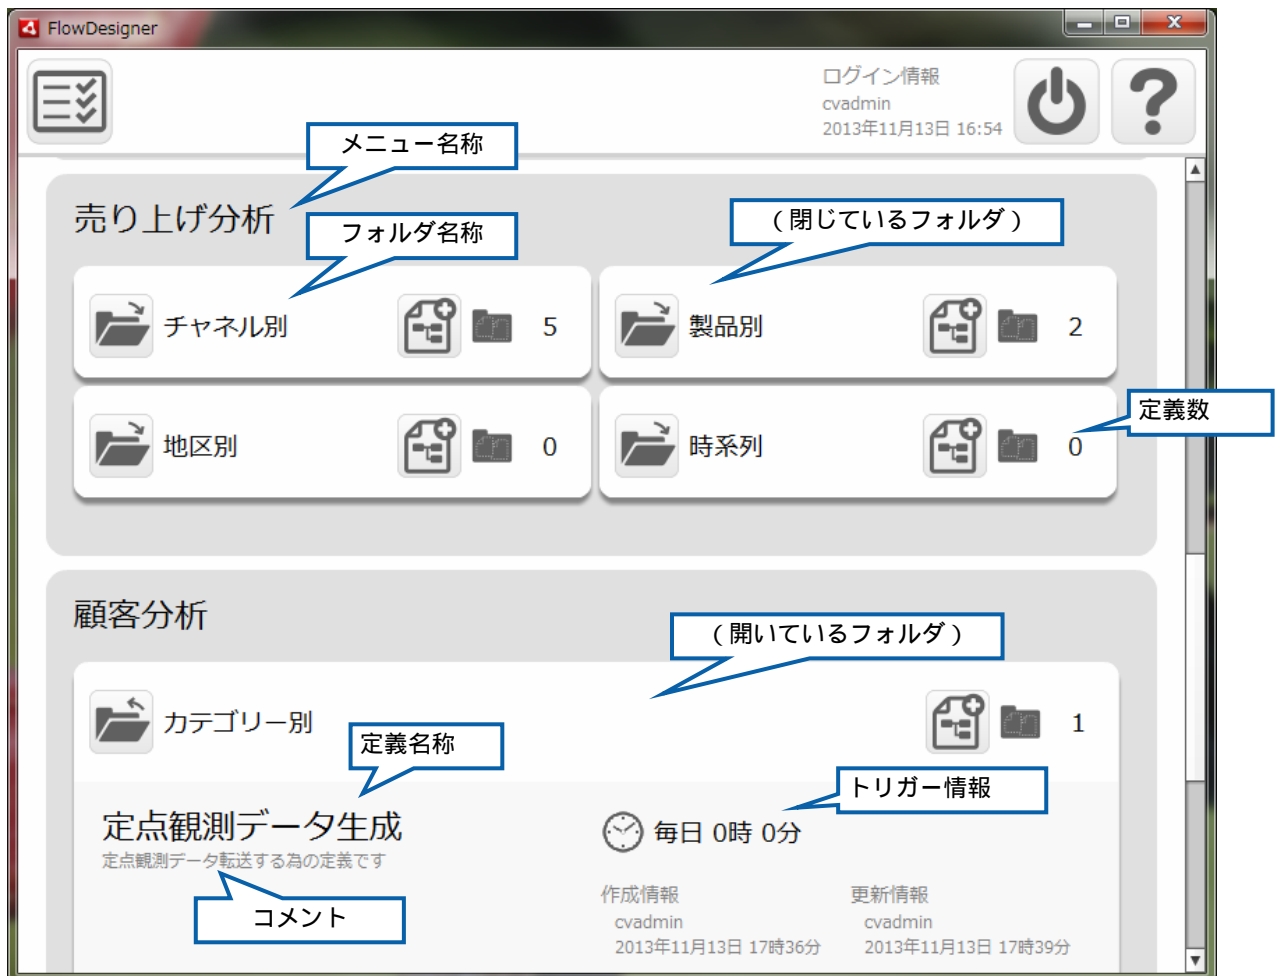 FlowDesigner
ログイン情報
cvadmin
2013年11月13日 16:54
メニュー名称
売り上げ分析
フォルダ名称
(閉じているフォルダ)
チャネル別
5
製品別
2
定義数
地区別
0
時系列
0
顧客分析
(開いているフォルダ)
カテゴリー別
1
定義名称
トリガー情報
定点観測データ生成
毎日 0時 0分
定点観測データ転送する為の定義です
コメント
作成情報
cvadmin
2013年11月13日 17時36分
更新情報
cvadmin
2013年11月13日 17時39分